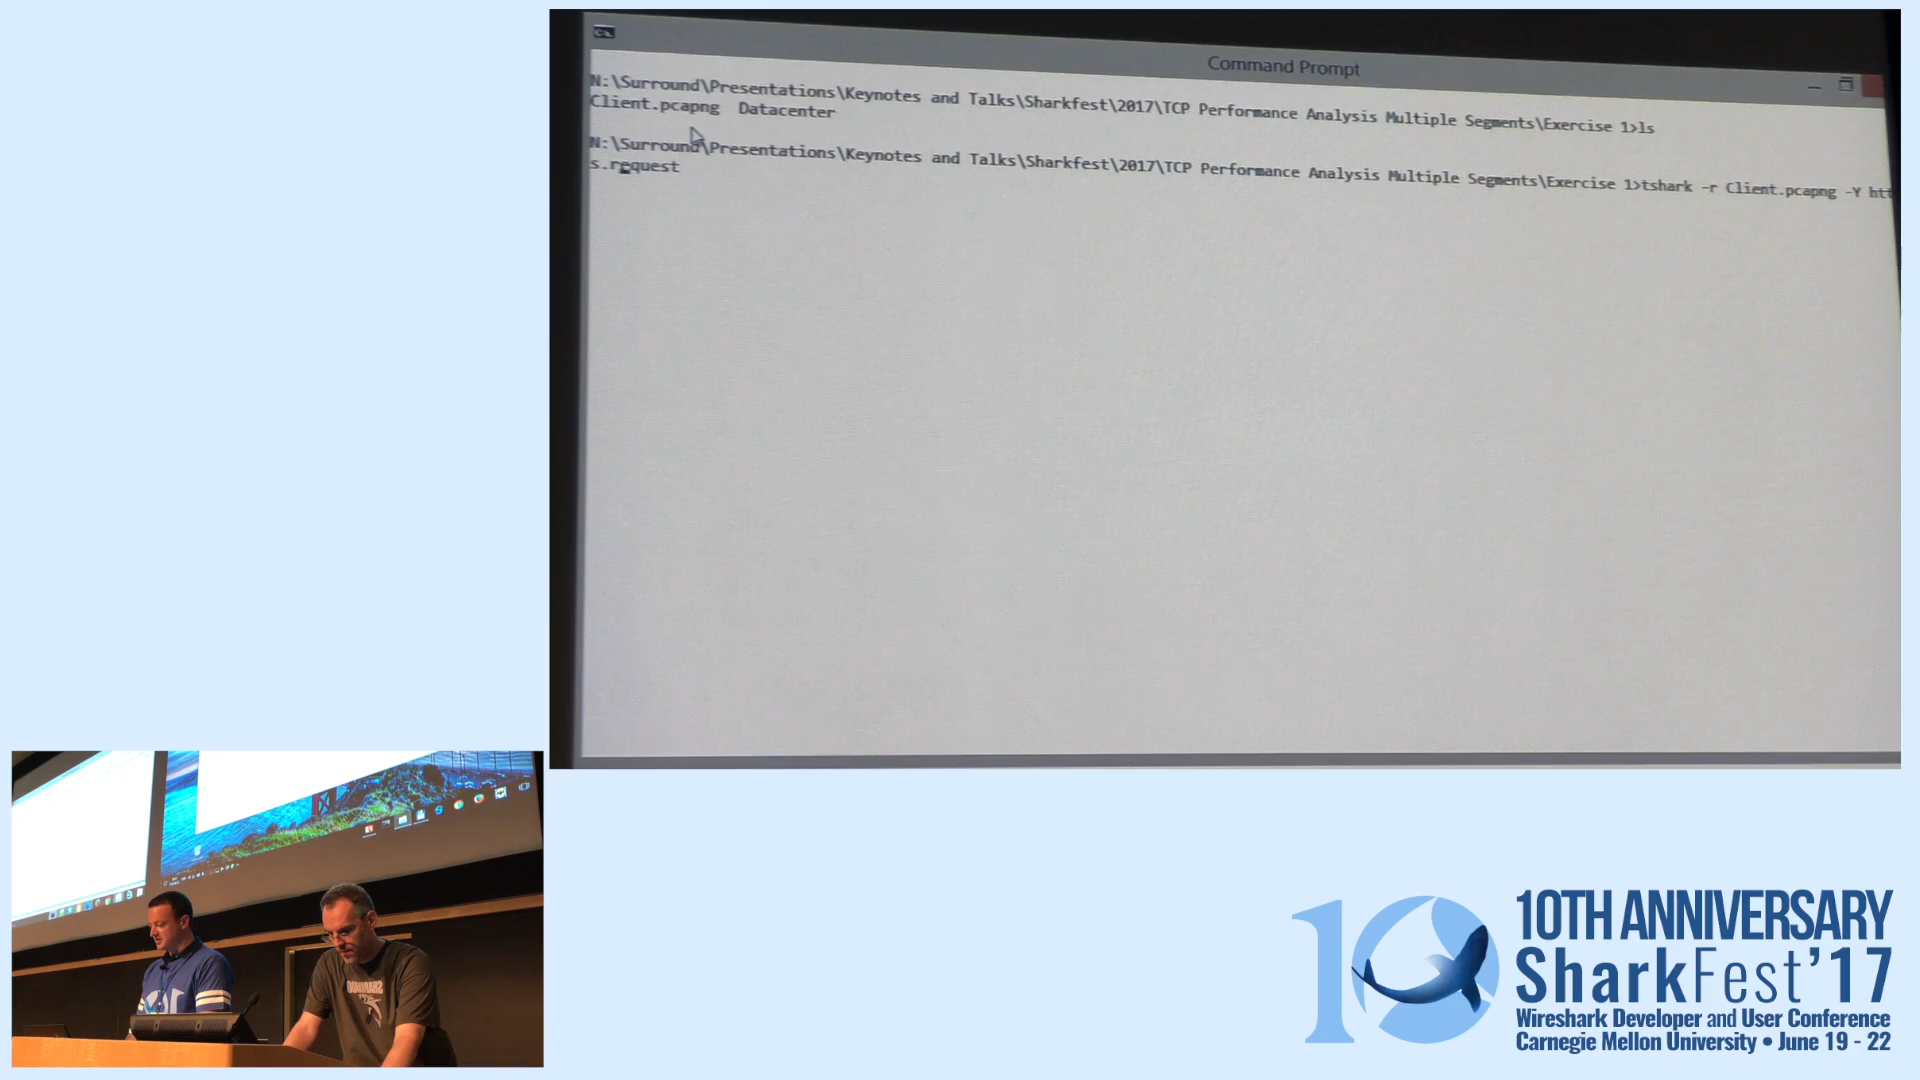 Command Prompt
N:\Surround\Presentations\Keynotes and Talks\Sharkfest\2017\TCP Performance Analysis Multiple Segments\Exercise 1>ls
Client.pcapng Datacenter
N:\Surround\Presentations\Keynotes and Talks\Sharkfest\2017\TCP Performance Analysis Multiple Segments\Exercise 1>tshark -r Client.pcapng -Y htt
s.request
10
10TH ANNIVERSARY
SharkFest'17
Wireshark Developer and User Conference
Carnegie Mellon University • June 19 - 22